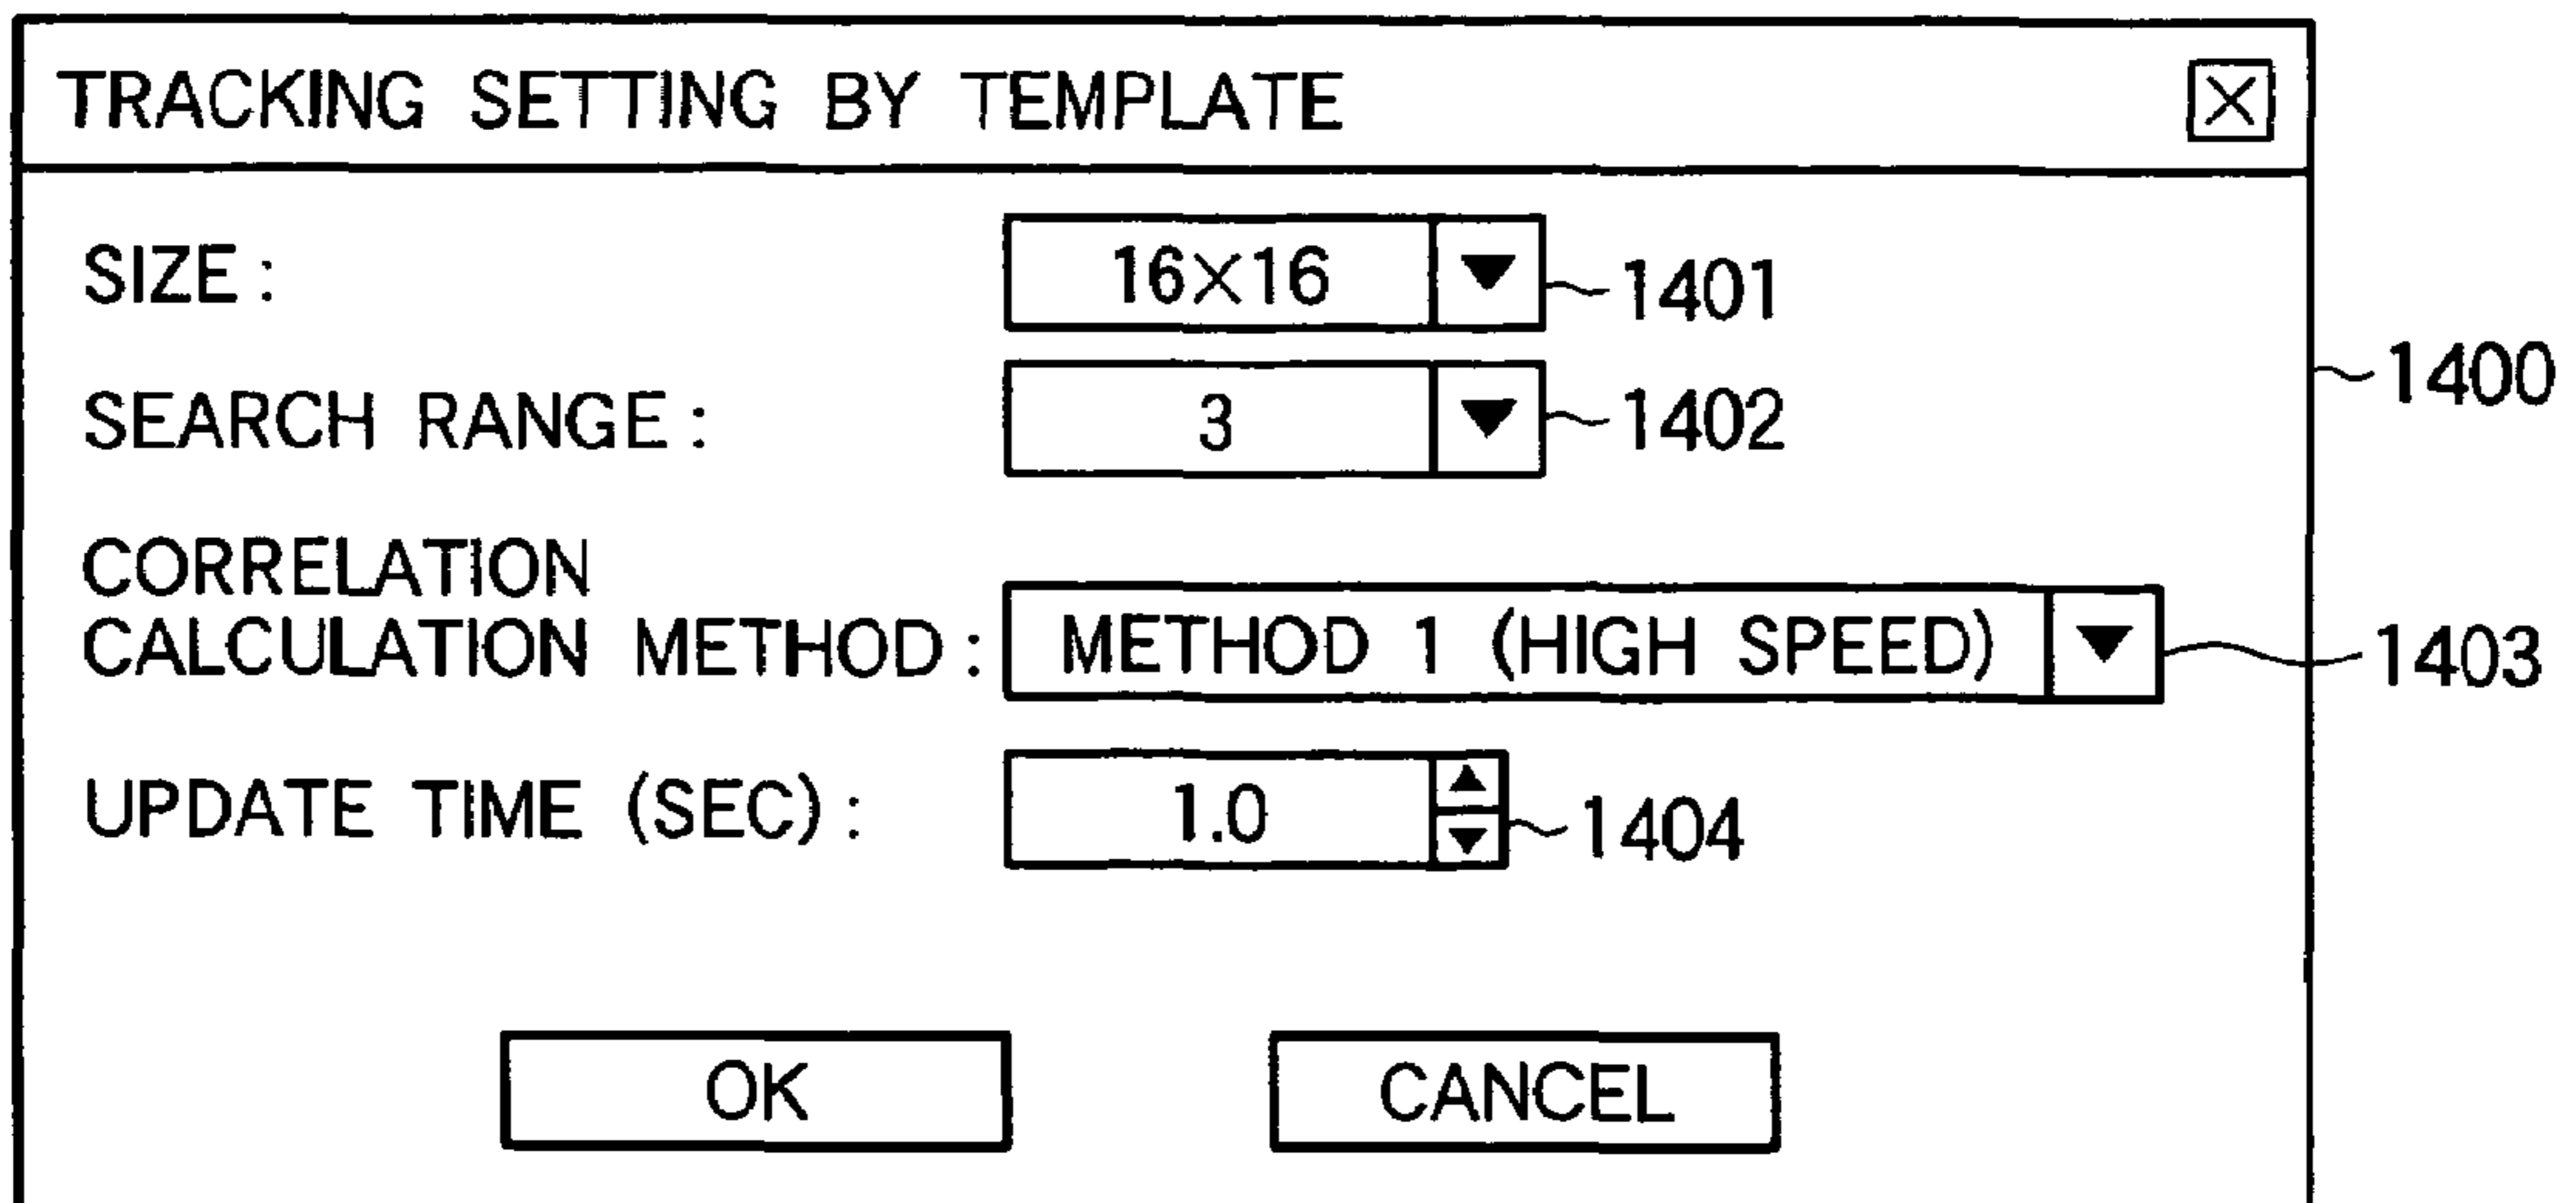 TRACKING SETTING BY TEMPLATE
SIZE : 16×16 1401
1400
SEARCH RANGE : 3 1402
CORRELATION
CALCULATION METHOD : METHOD 1 (HIGH SPEED) 1403
UPDATE TIME (SEC) : 1.0 1404
OK CANCEL